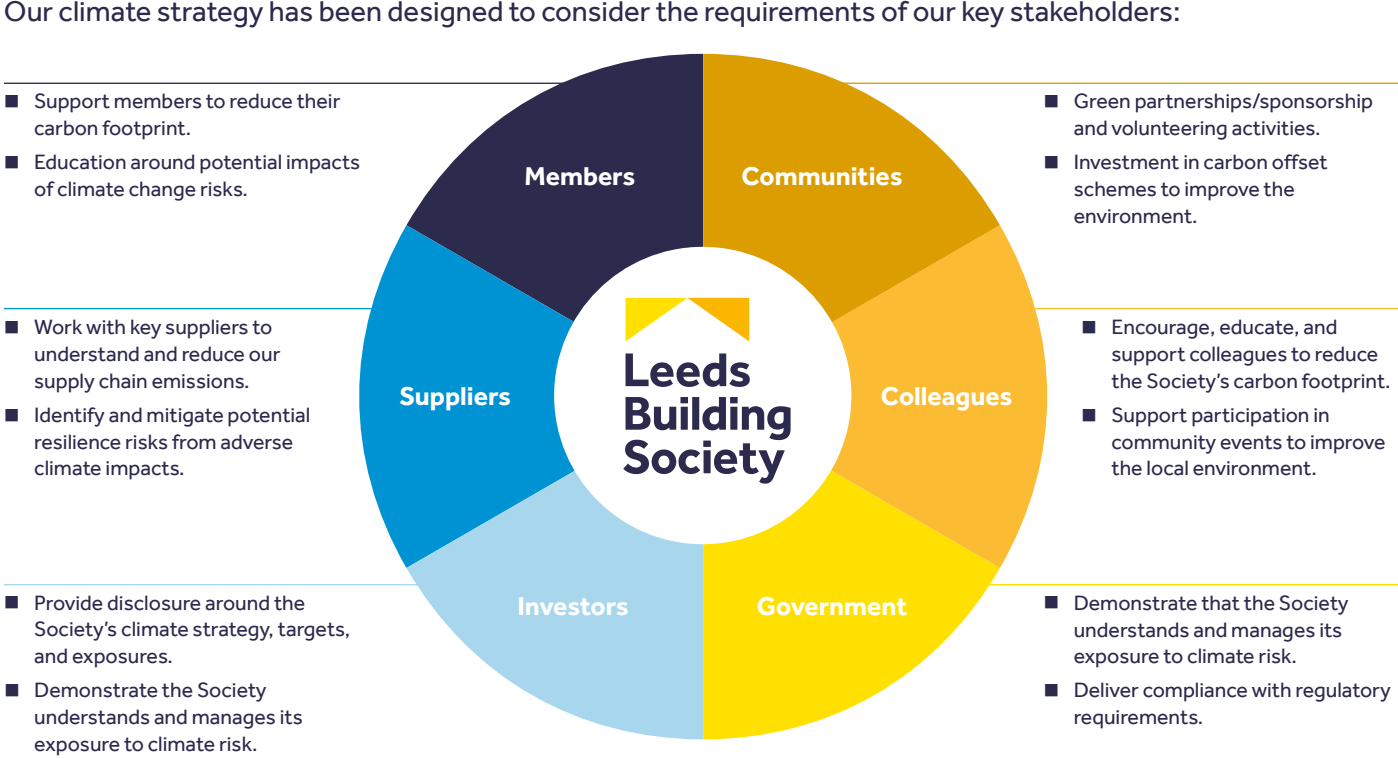 Our climate strategy has been designed to consider the requirements of our key stakeholders:
Members
■ Support members to reduce their
carbon footprint.
■ Education around potential impacts
of climate change risks.
Communities
■ Green partnerships/sponsorship
and volunteering activities.
■ Investment in carbon offset
schemes to improve the
environment.
Suppliers
■ Work with key suppliers to
understand and reduce our
supply chain emissions.
■ Identify and mitigate potential
resilience risks from adverse
climate impacts.
Leeds
Building
Society
Colleagues
■ Encourage, educate, and
support colleagues to reduce
the Society's carbon footprint.
■ Support participation in
community events to improve
the local environment.
Investors
■ Provide disclosure around the
Society's climate strategy, targets,
and exposures.
■ Demonstrate the Society
understands and manages its
exposure to climate risk.
Government
■ Demonstrate that the Society
understands and manages its
exposure to climate risk.
■ Deliver compliance with regulatory
requirements.